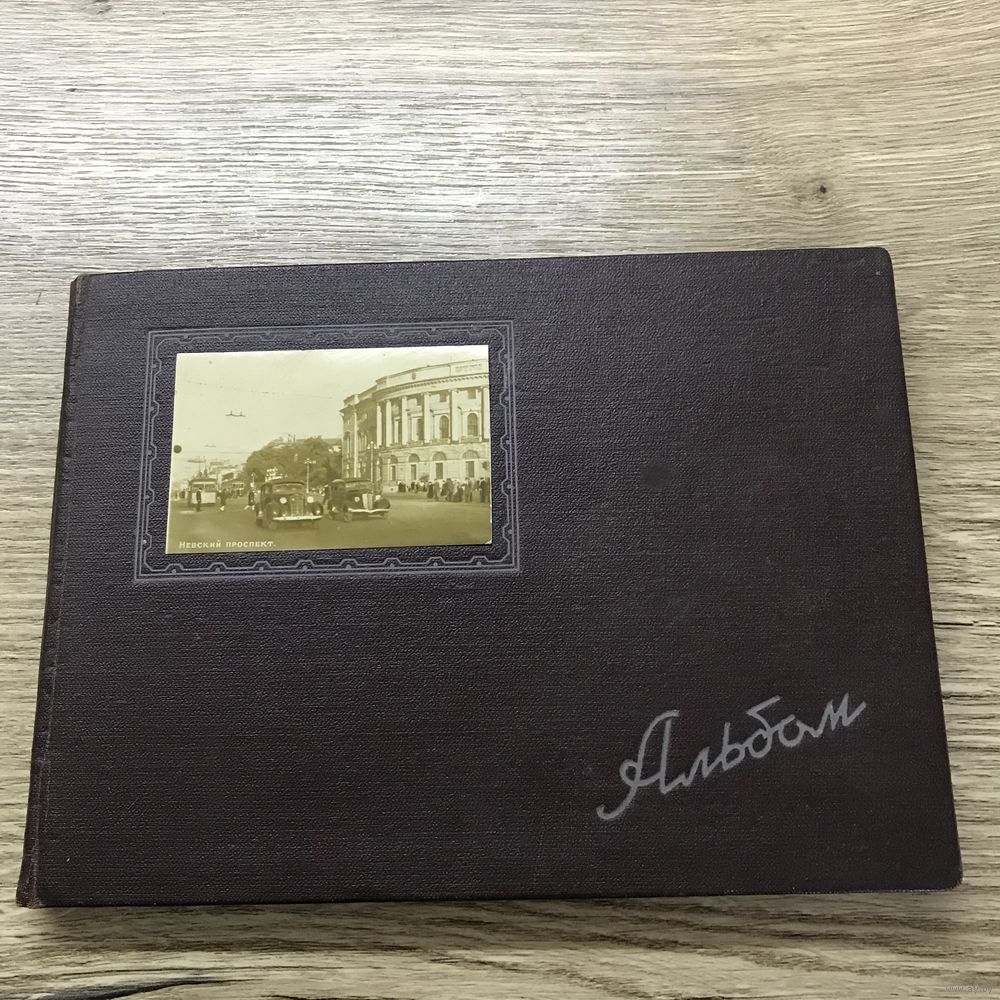 Невский проспект.
Альбом